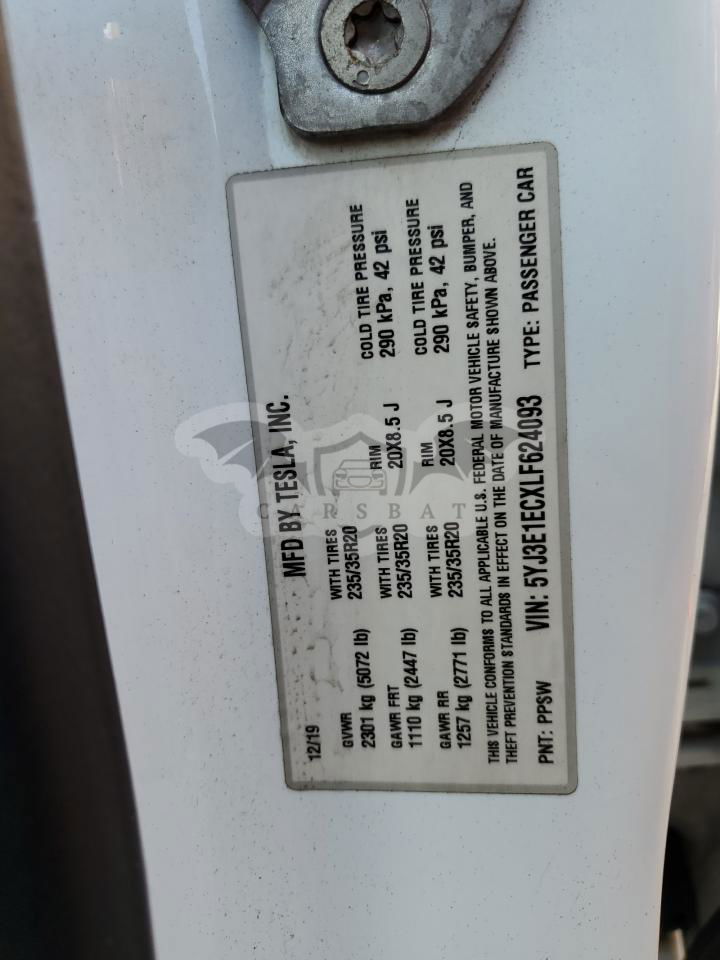 12/19 MFD BY TESLA, INC.
GVWR WITH TIRES RIM COLD TIRE PRESSURE
2301 kg (5072 lb) 235/35R20 20X8.5 J 290 kPa, 42 psi
GAWR FRT WITH TIRES RIM COLD TIRE PRESSURE
1110 kg (2447 lb) 235/35R20 20X8.5 J 290 kPa, 42 psi
GAWR RR WITH TIRES
1257 kg (2771 lb) 235/35R20
THIS VEHICLE CONFORMS TO ALL APPLICABLE U.S. FEDERAL MOTOR VEHICLE SAFETY, BUMPER, AND
THEFT PREVENTION STANDARDS IN EFFECT ON THE DATE OF MANUFACTURE SHOWN ABOVE.
PNT: PPSW VIN: 5YJ3E1ECXLF624093 TYPE: PASSENGER CAR
CARSBAT